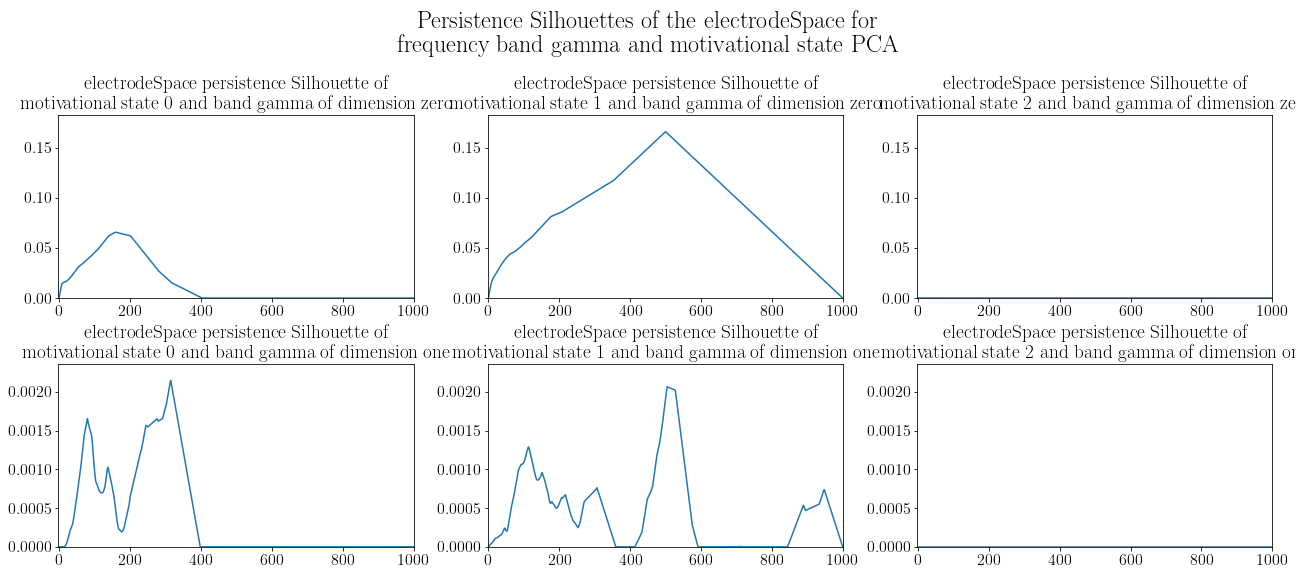 Persistence Silhouettes of the electrodeSpace for
frequency band gamma and motivational state PCA
electrodeSpace persistence Silhouette of
motivational state 0 and band gamma of dimension zero
electrodeSpace persistence Silhouette of
motivational state 1 and band gamma of dimension zero
electrodeSpace persistence Silhouette of
motivational state 2 and band gamma of dimension ze
0.15
0.10
0.05
0.00
0 200 400 600 800 1000
0.15
0.10
0.05
0.00
0 200 400 600 800 1000
0.15
0.10
0.05
0.00
0 200 400 600 800 1000
electrodeSpace persistence Silhouette of
motivational state 0 and band gamma of dimension one
electrodeSpace persistence Silhouette of
motivational state 1 and band gamma of dimension one
electrodeSpace persistence Silhouette of
motivational state 2 and band gamma of dimension on
0.0020
0.0015
0.0010
0.0005
0.0000
0 200 400 600 800 1000
0.0020
0.0015
0.0010
0.0005
0.0000
0 200 400 600 800 1000
0.0020
0.0015
0.0010
0.0005
0.0000
0 200 400 600 800 1000